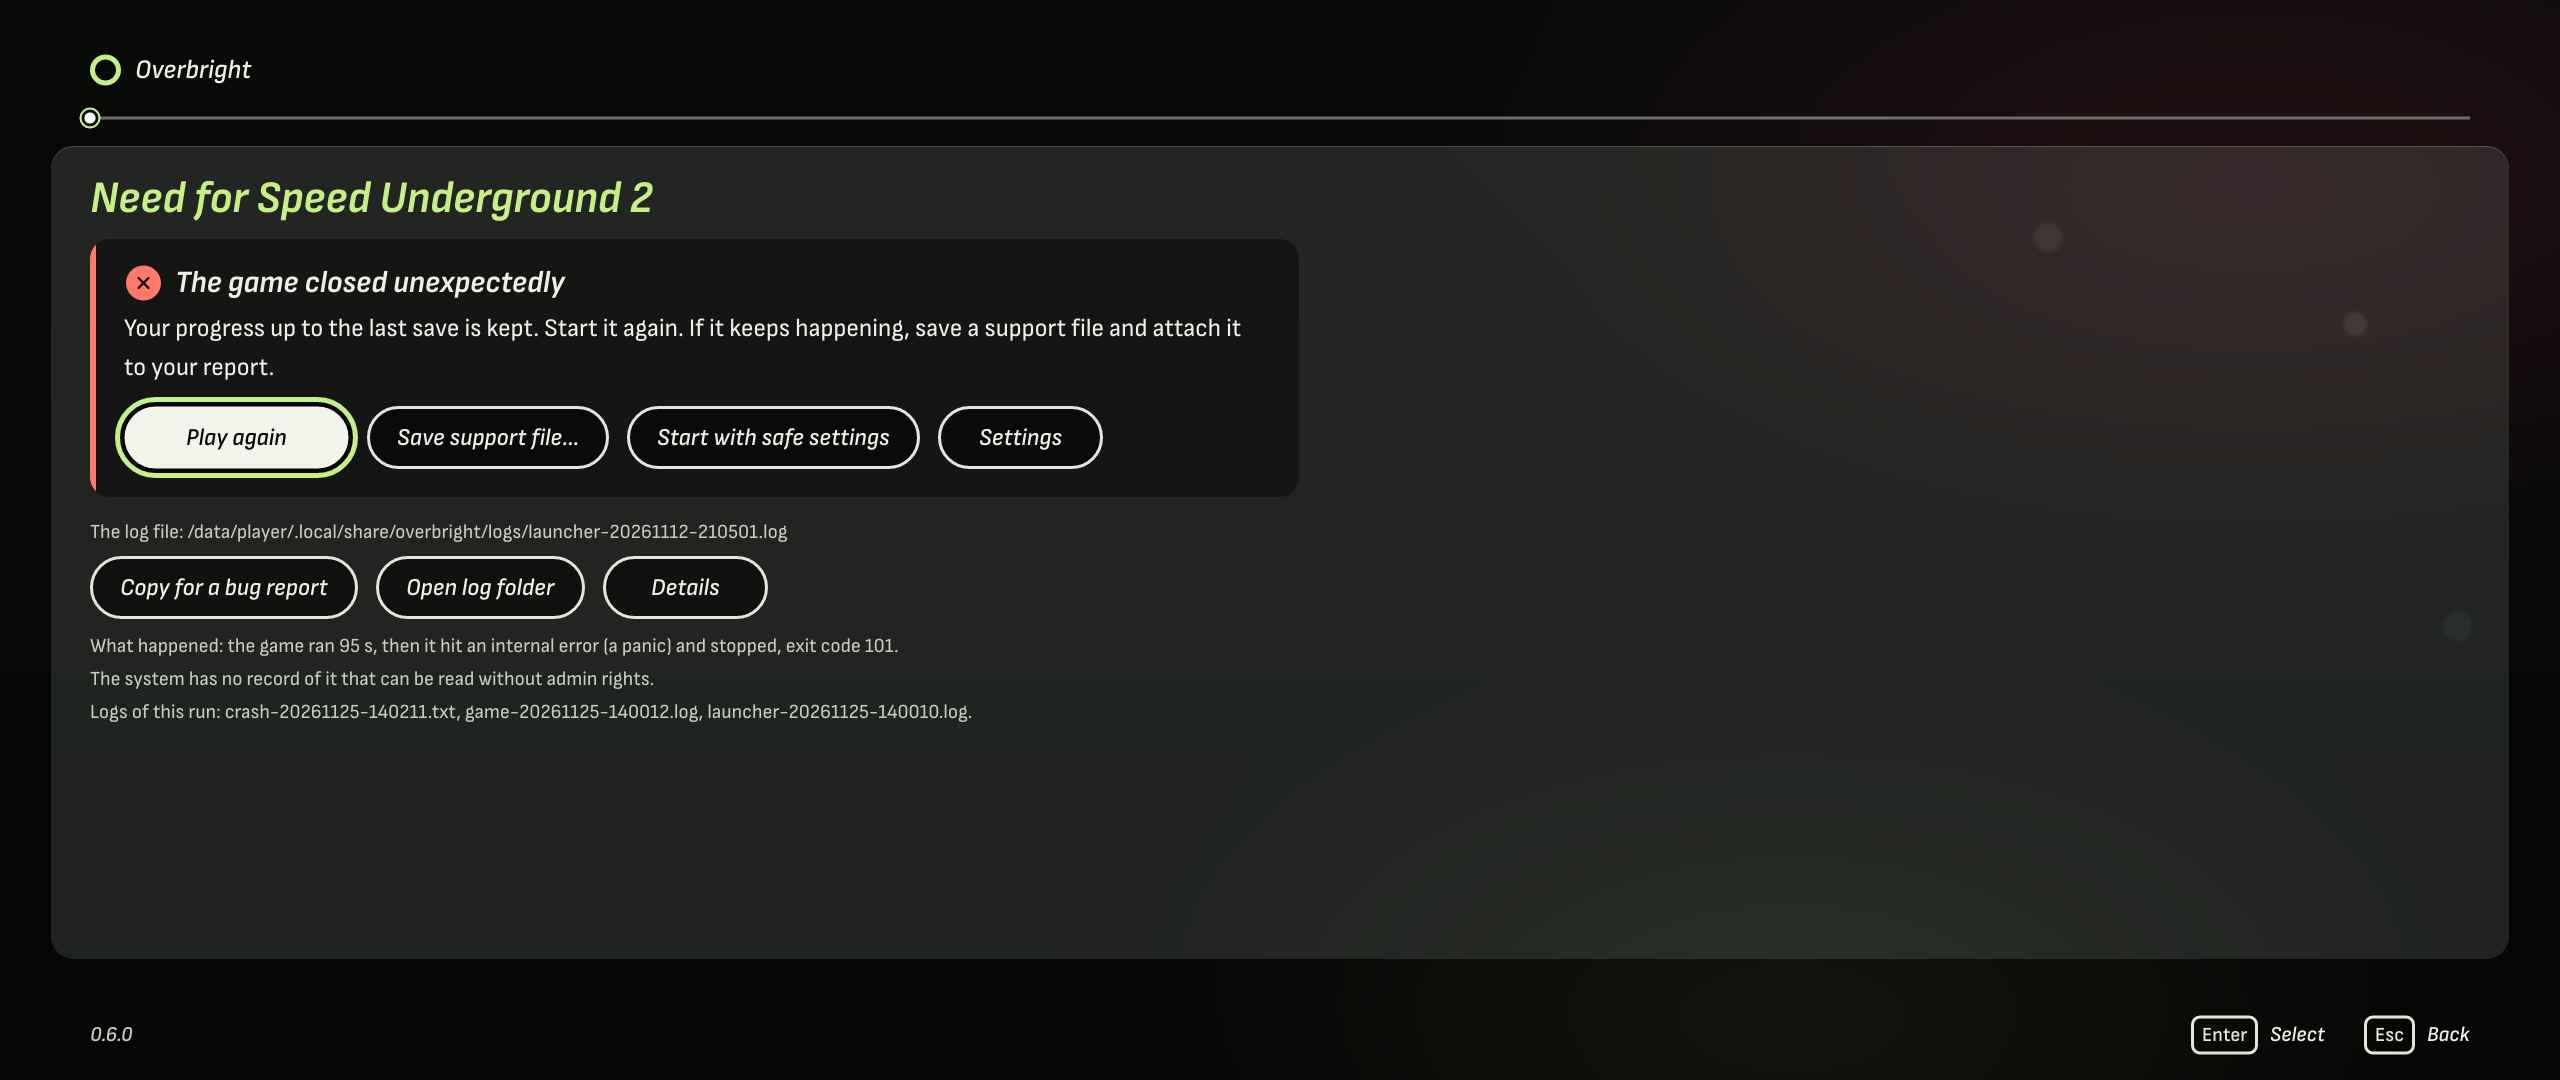 Overbright
Need for Speed Underground 2
The game closed unexpectedly
Your progress up to the last save is kept. Start it again. If it keeps happening, save a support file and attach it
to your report.
Play again
Save support file...
Start with safe settings
Settings
The log file: /data/player/.local/share/overbright/logs/launcher-20261112-210501.log
Copy for a bug report
Open log folder
Details
What happened: the game ran 95 s, then it hit an internal error (a panic) and stopped, exit code 101.
The system has no record of it that can be read without admin rights.
Logs of this run: crash-20261125-140211.txt, game-20261125-140012.log, launcher-20261125-140010.log.
0.6.0
Enter Select Esc Back